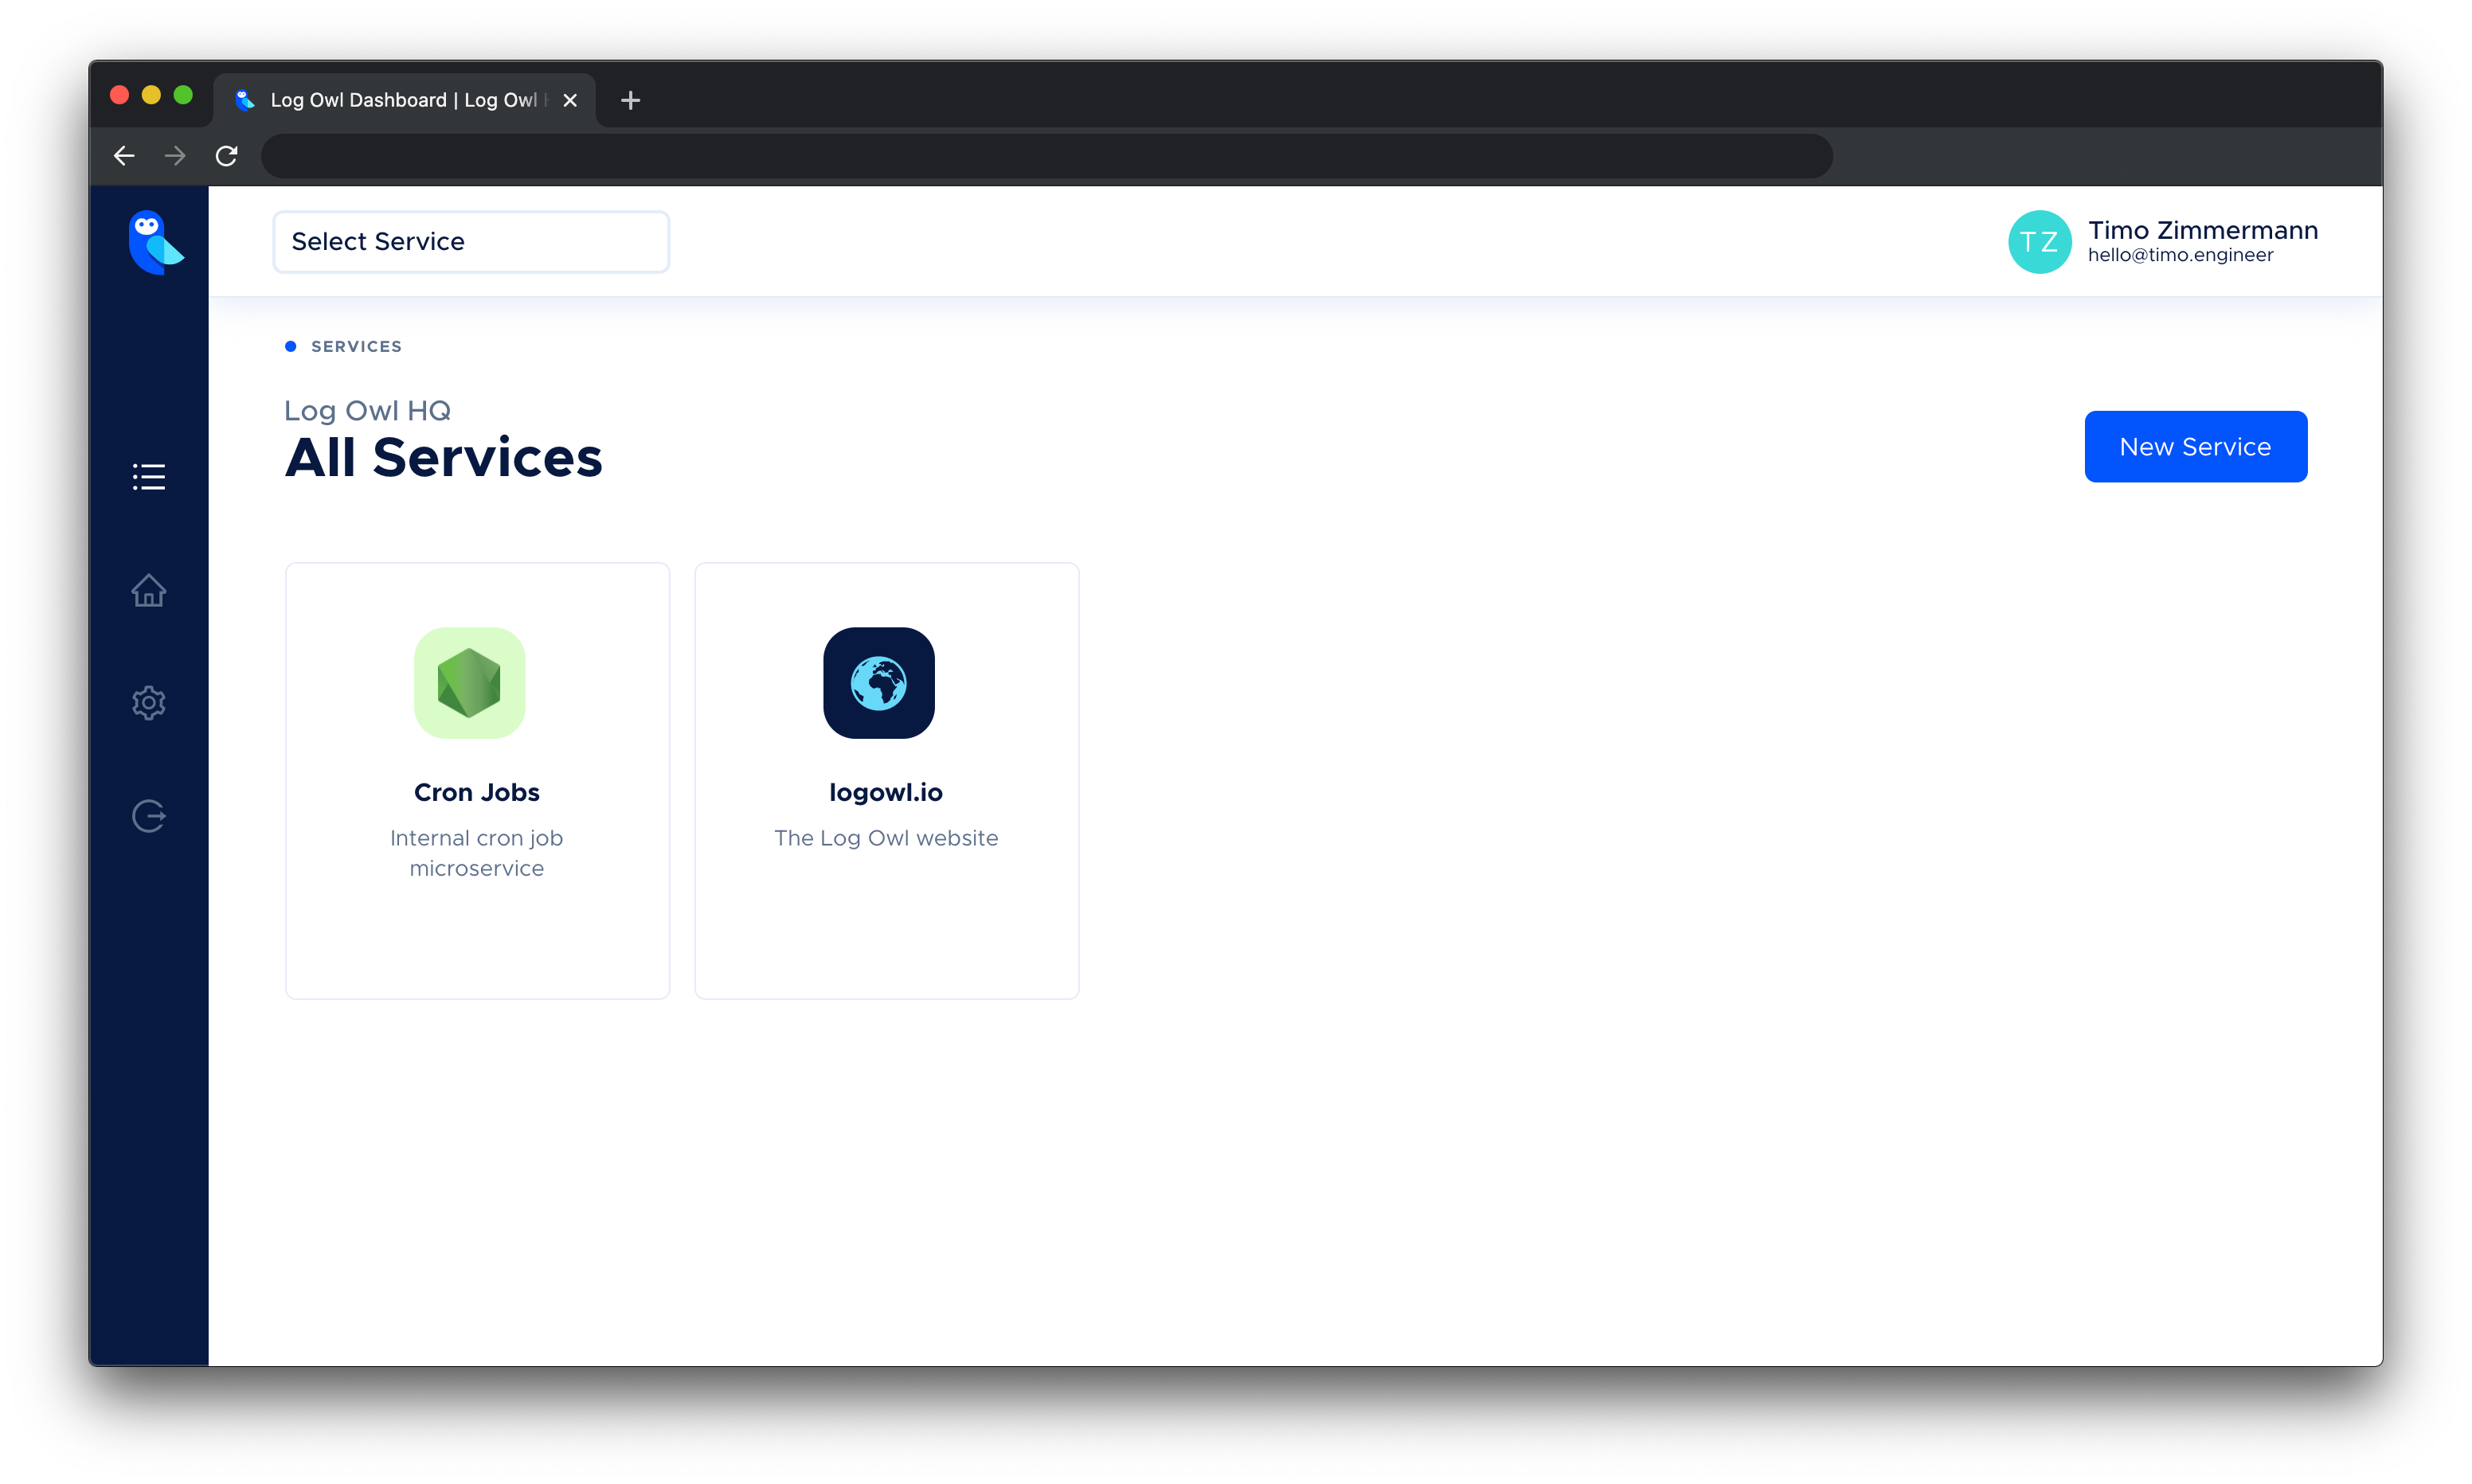 Log Owl Dashboard | Log Owl
Select Service
TZ
Timo Zimmermann
hello@timo.engineer
SERVICES
Log Owl HQ
All Services
New Service
Cron Jobs
Internal cron job
microservice
logowl.io
The Log Owl website